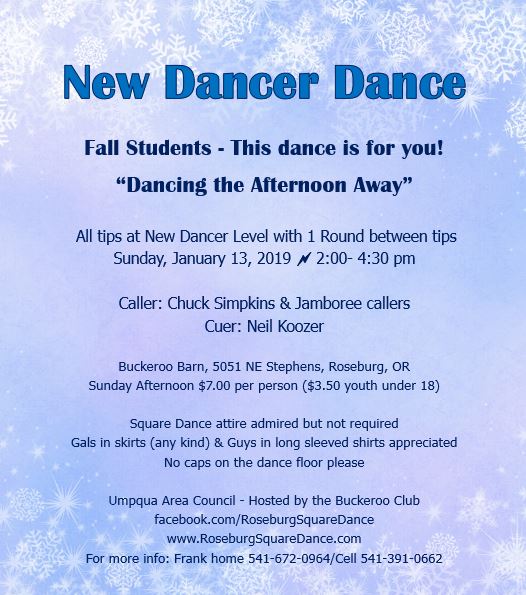 New Dancer Dance
Fall Students - This dance is for you!
“Dancing the Afternoon Away”
All tips at New Dancer Level with 1 Round between tips
Sunday, January 13, 2019 2:00- 4:30 pm
Caller: Chuck Simpkins & Jamboree callers
Cuer: Neil Koozer
Buckeroo Barn, 5051 NE Stephens, Roseburg, OR
Sunday Afternoon $7.00 per person ($3.50 youth under 18)
Square Dance attire admired but not required
Gals in skirts (any kind) & Guys in long sleeved shirts appreciated
No caps on the dance floor please
Umpqua Area Council - Hosted by the Buckeroo Club
facebook.com/RoseburgSquareDance
www.RoseburgSquareDance.com
For more info: Frank home 541-672-0964/Cell 541-391-0662